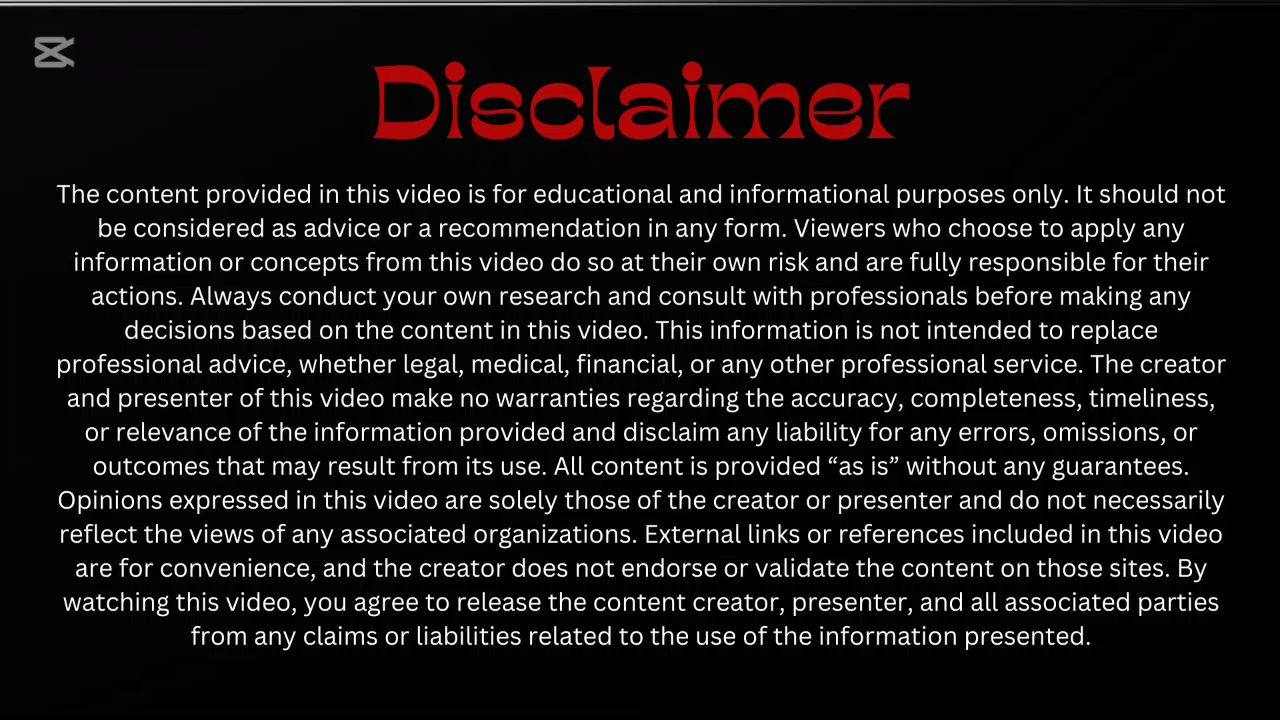 Disclaimer
The content provided in this video is for educational and informational purposes only. It should not
be considered as advice or a recommendation in any form. Viewers who choose to apply any
information or concepts from this video do so at their own risk and are fully responsible for their
actions. Always conduct your own research and consult with professionals before making any
decisions based on the content in this video. This information is not intended to replace
professional advice, whether legal, medical, financial, or any other professional service. The creator
and presenter of this video make no warranties regarding the accuracy, completeness, timeliness,
or relevance of the information provided and disclaim any liability for any errors, omissions, or
outcomes that may result from its use. All content is provided “as is” without any guarantees.
Opinions expressed in this video are solely those of the creator or presenter and do not necessarily
reflect the views of any associated organizations. External links or references included in this video
are for convenience, and the creator does not endorse or validate the content on those sites. By
watching this video, you agree to release the content creator, presenter, and all associated parties
from any claims or liabilities related to the use of the information presented.